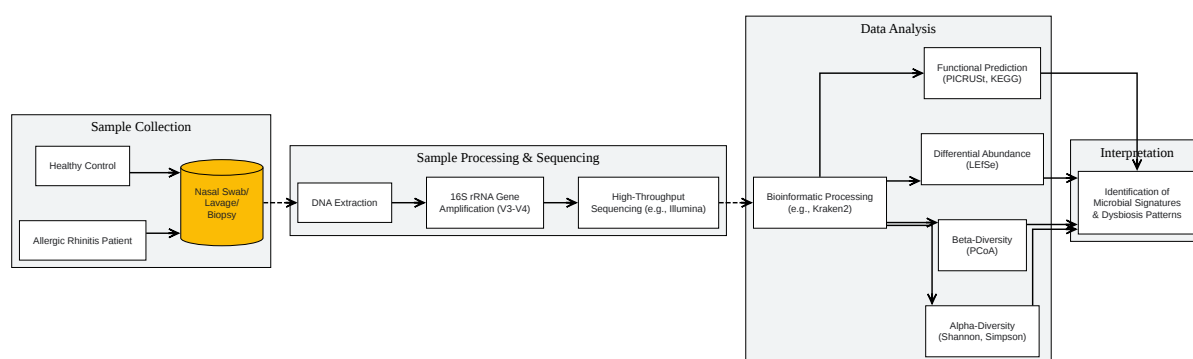 Sample Collection
Healthy Control
Allergic Rhinitis Patient
Nasal Swab/
Lavage/
Biopsy
Sample Processing & Sequencing
DNA Extraction
16S rRNA Gene
Amplification (V3-V4)
High-Throughput
Sequencing (e.g., Illumina)
Data Analysis
Bioinformatic Processing
(e.g., Kraken2)
Functional Prediction
(PICRUSt, KEGG)
Differential Abundance
(LEfSe)
Beta-Diversity
(PCoA)
Alpha-Diversity
(Shannon, Simpson)
Interpretation
Identification of
Microbial Signatures
& Dysbiosis Patterns